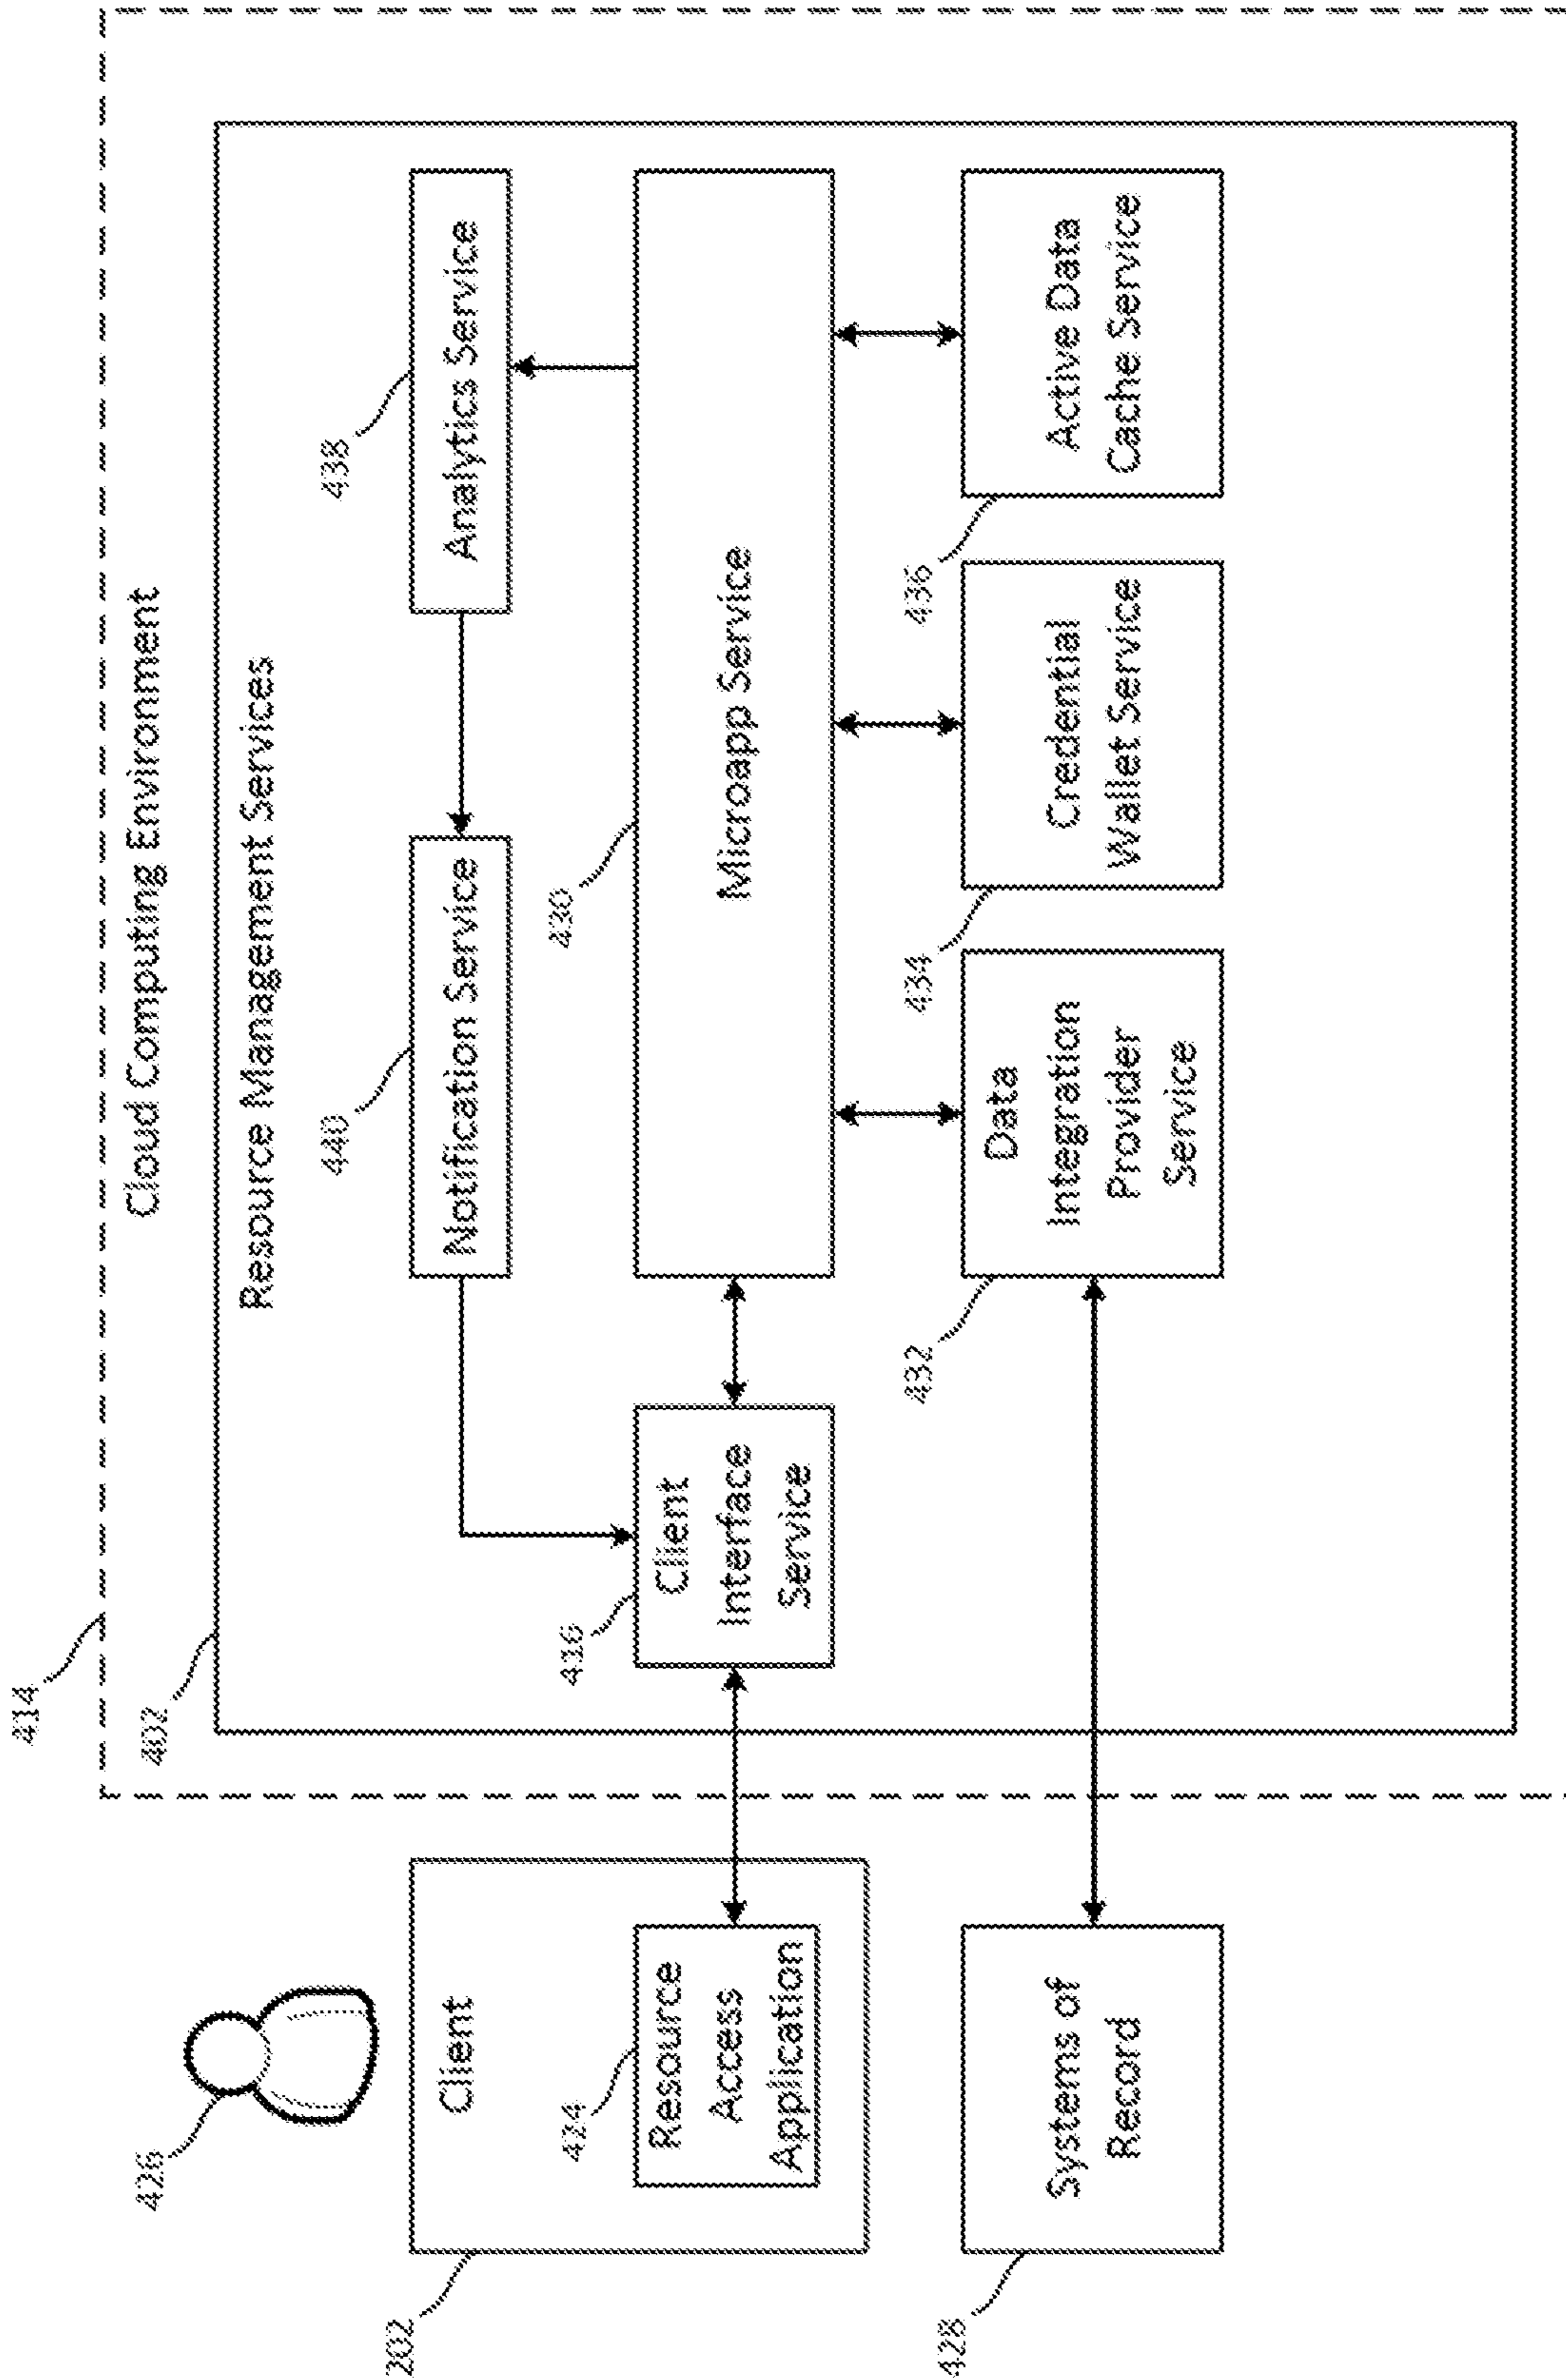 414
Cloud Computing Environment
402
Resource Management Services
426
440
438
Client
Notification Service
Analytics Service
424
416
430
Resource
Access
Application
Client
Interface
Service
Microapp Service
202
432
434
436
428
Systems of
Record
Data
Integration
Provider
Service
Credential
Wallet Service
Active Data
Cache Service